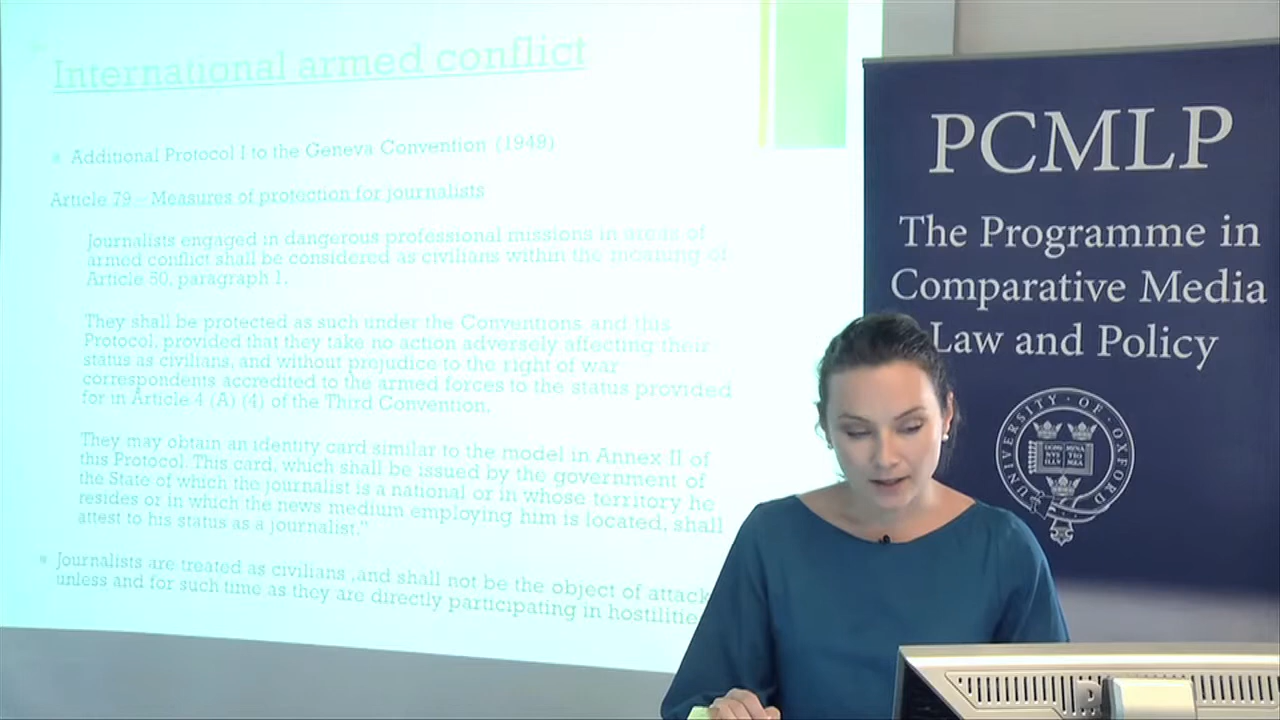 International armed conflict
Additional Protocol I to the Geneva Convention (1949)
Article 79 – Measures of protection for journalists
Journalists engaged in dangerous professional missions in areas of
armed conflict shall be considered as civilians within the meaning of
Article 50, paragraph 1.
They shall be protected as such under the Conventions and this
Protocol, provided that they take no action adversely affecting their
status as civilians, and without prejudice to the right of war
correspondents accredited to the armed forces to the status provided
for in Article 4 (A) (4) of the Third Convention.
They may obtain an identity card similar to the model in Annex II of
this Protocol. This card, which shall be issued by the government of
the State of which the journalist is a national or in whose territory he
resides or in which the news medium employing him is located, shall
attest to his status as a journalist."
Journalists are treated as civilians ,and shall not be the object of attack
unless and for such time as they are directly participating in hostilitie
PCMLP
The Programme in
Comparative Media
Law and Policy
UNIVERSITY OF OXFORD